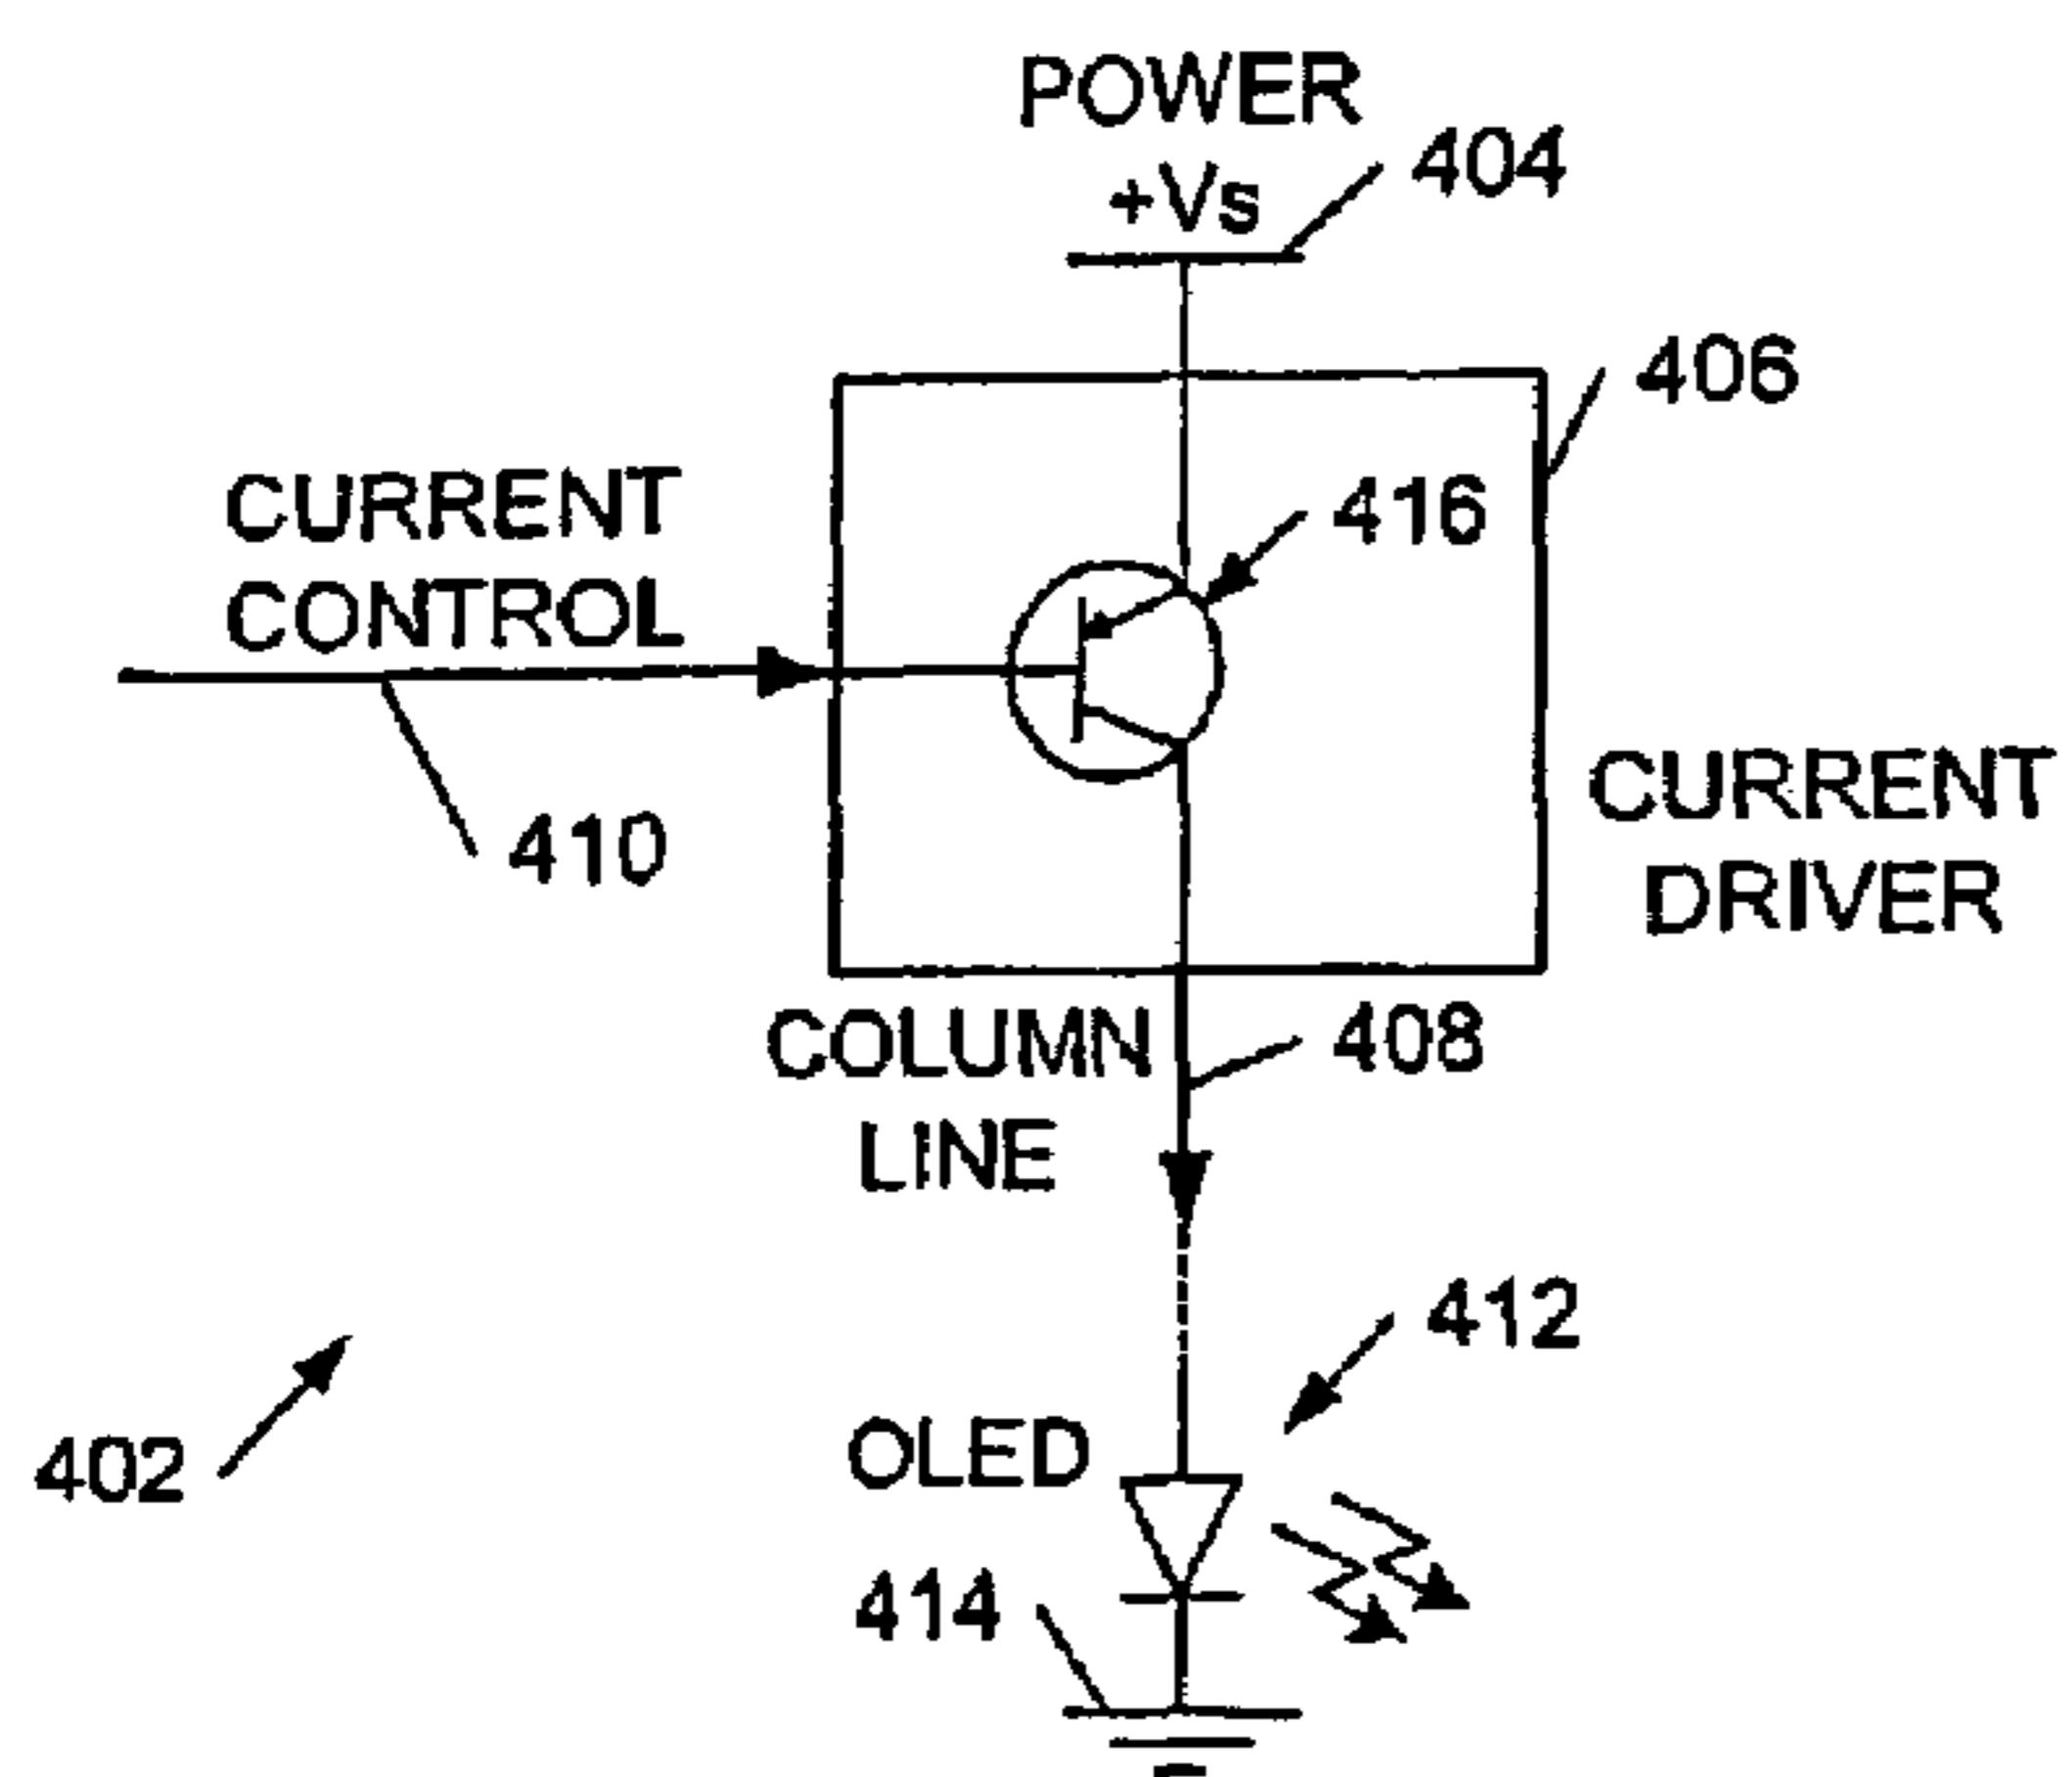 POWER
+Vs
404
406
CURRENT
CONTROL
416
410
CURRENT
DRIVER
COLUMN
LINE
408
412
402
OLED
414